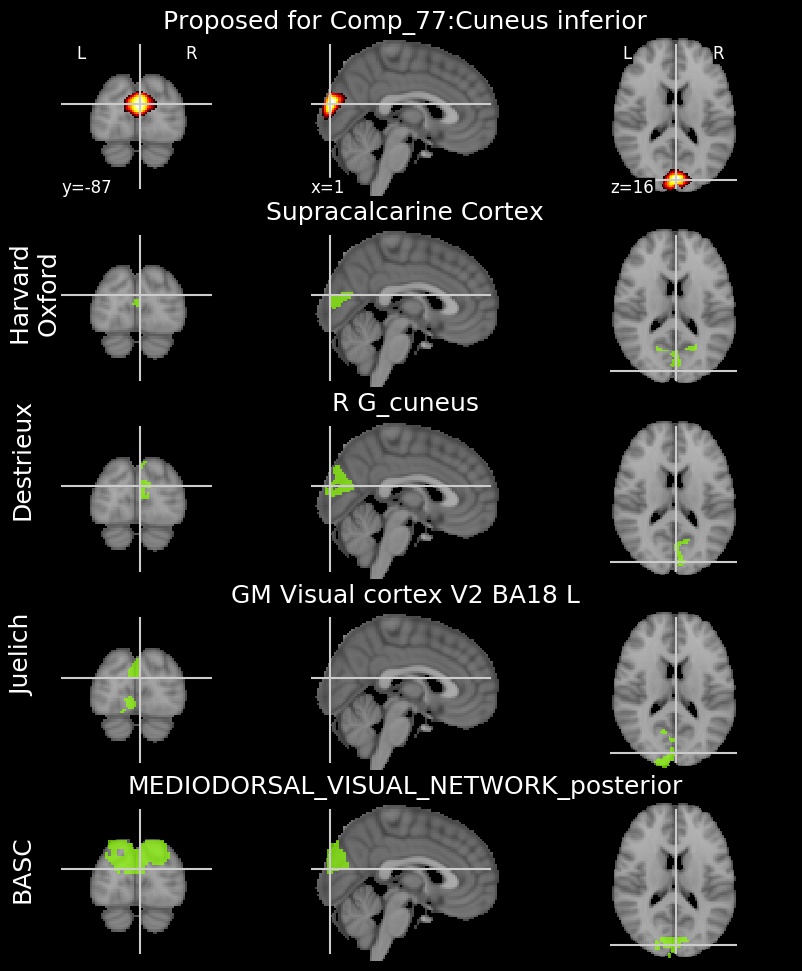 Proposed for Comp_77:Cuneus inferior
L
R
L
R
y=-87
x=1
z=16
Supracalcarine Cortex
Harvard
Oxford
R G_cuneus
Destrieux
GM Visual cortex V2 BA18 L
Juelich
MEDIODORSAL_VISUAL_NETWORK_posterior
BASC